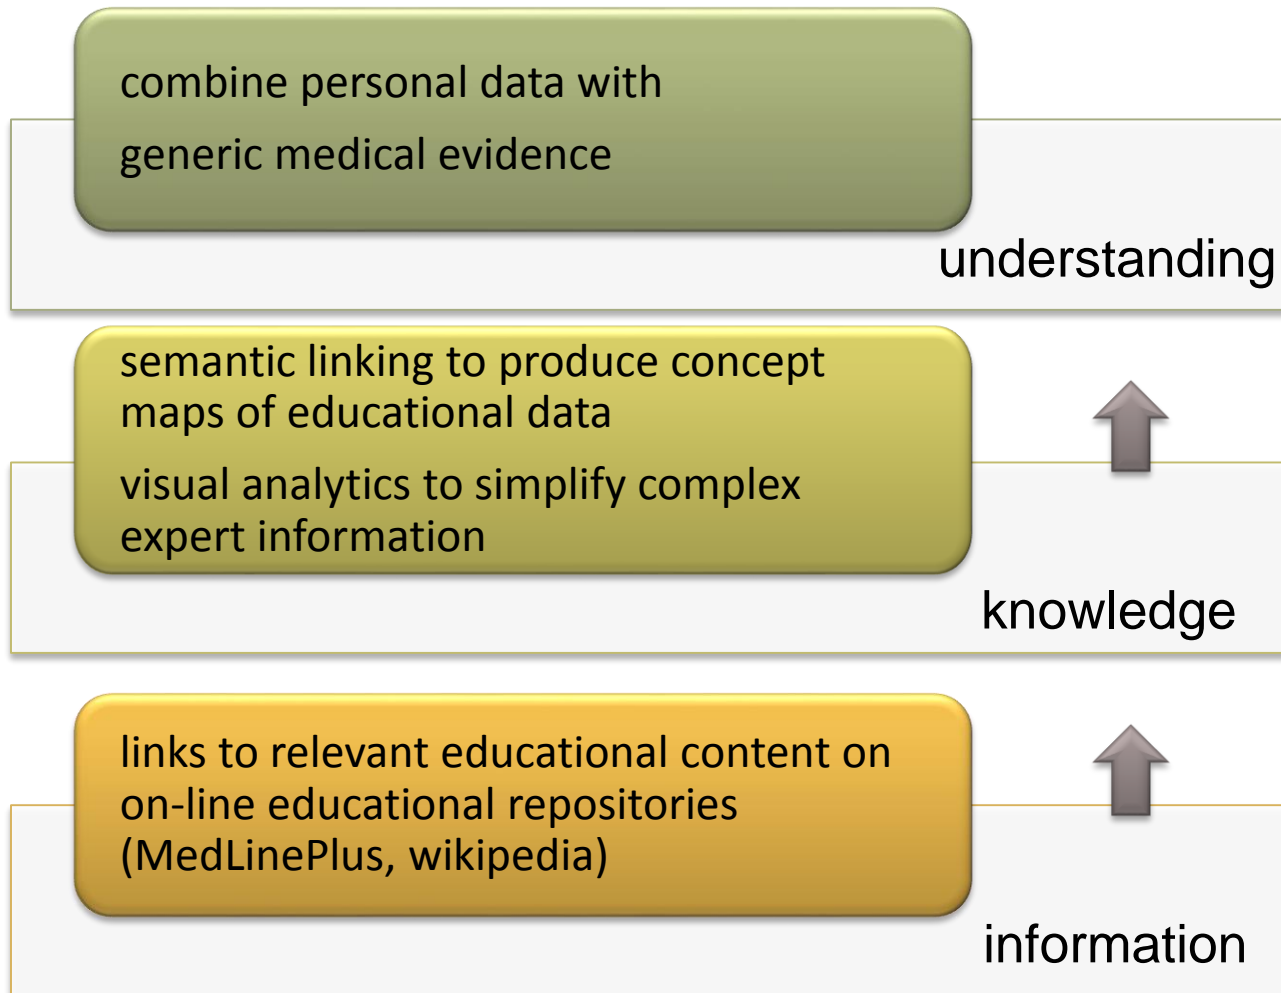 combine personal data with
generic medical evidence
understanding
semantic linking to produce concept
maps of educational data
visual analytics to simplify complex
expert information
knowledge
links to relevant educational content on
on-line educational repositories
(MedLinePlus, wikipedia)
information